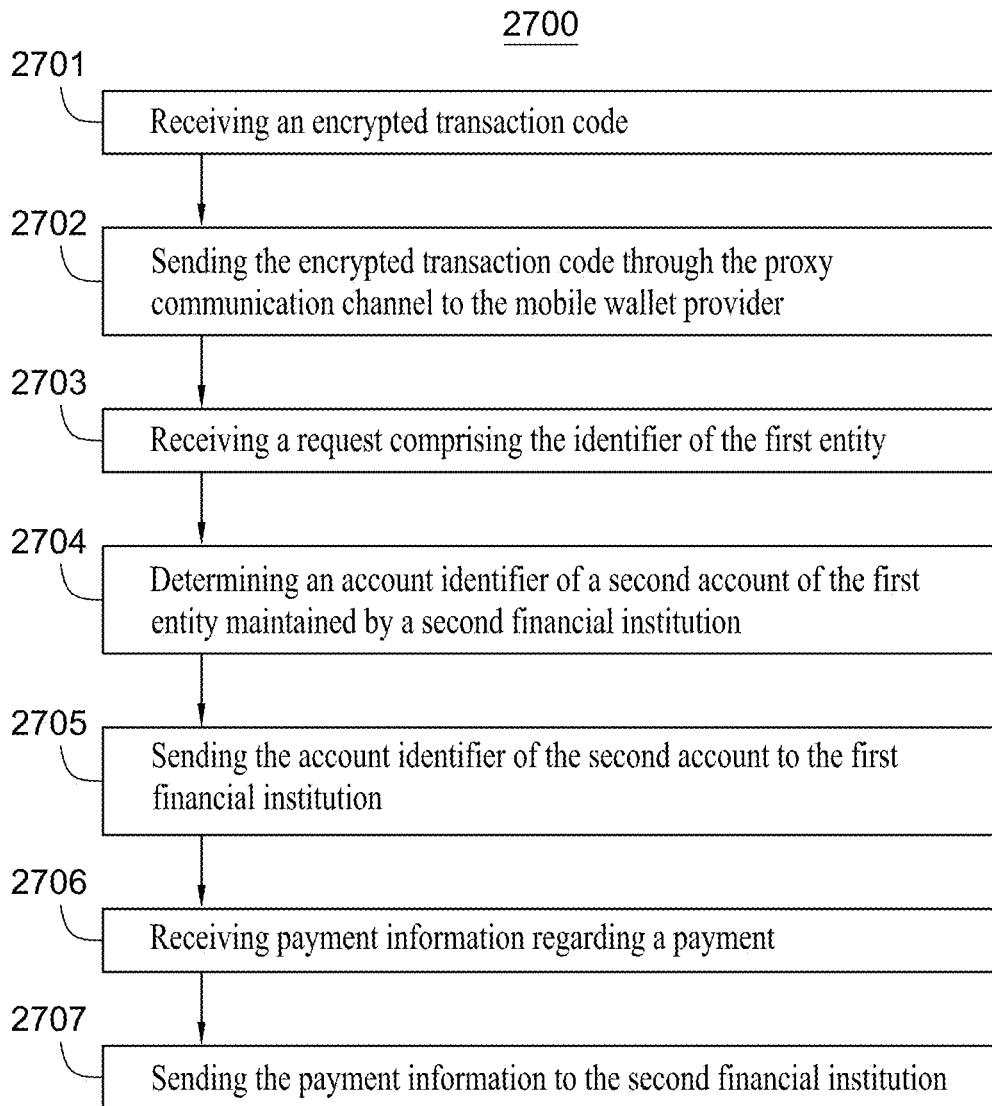 2700
2701
Receiving an encrypted transaction code
2702
Sending the encrypted transaction code through the proxy
communication channel to the mobile wallet provider
2703
Receiving a request comprising the identifier of the first entity
2704
Determining an account identifier of a second account of the first
entity maintained by a second financial institution
2705
Sending the account identifier of the second account to the first
financial institution
2706
Receiving payment information regarding a payment
2707
Sending the payment information to the second financial institution